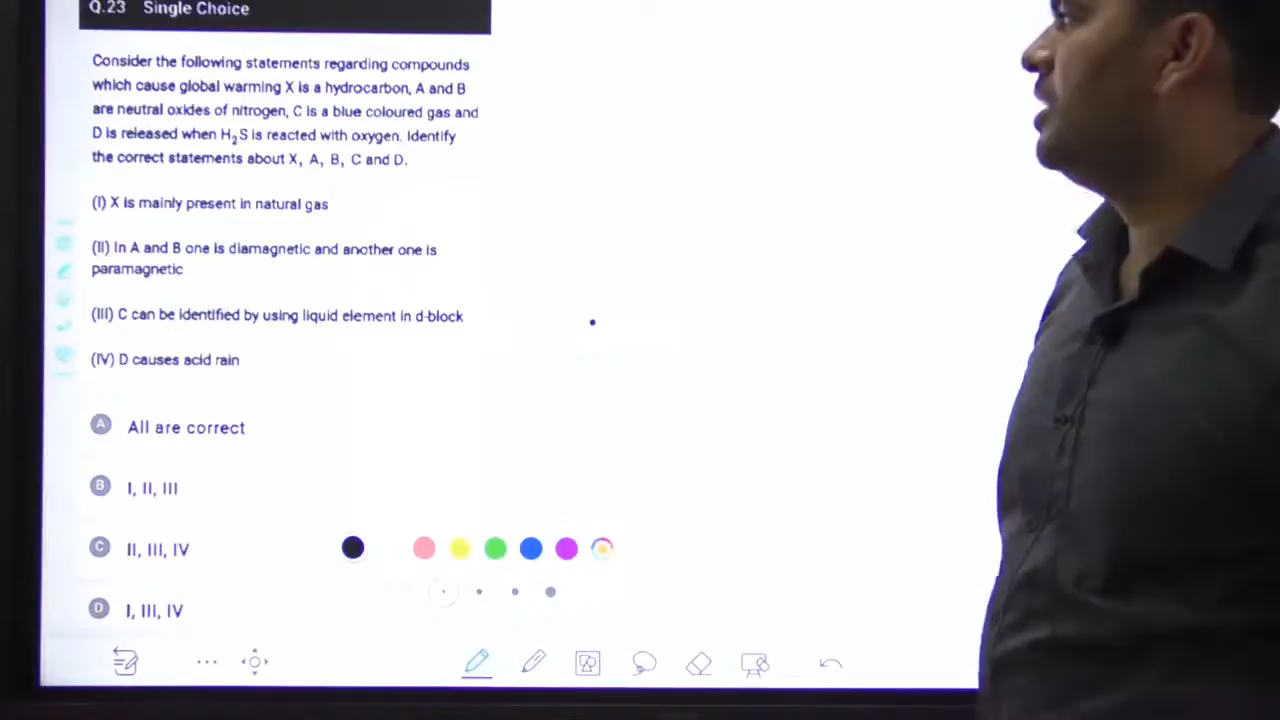 Q.23 Single Choice
Consider the following statements regarding compounds
which cause global warming X is a hydrocarbon, A and B
are neutral oxides of nitrogen, C is a blue coloured gas and
D is released when H₂S is reacted with oxygen. Identify
the correct statements about X, A, B, C and D.
(I) X is mainly present in natural gas
(II) In A and B one is diamagnetic and another one is
paramagnetic
(III) C can be identified by using liquid element in d-block
(IV) D causes acid rain
A All are correct
B I, II, III
C II, III, IV
D I, III, IV